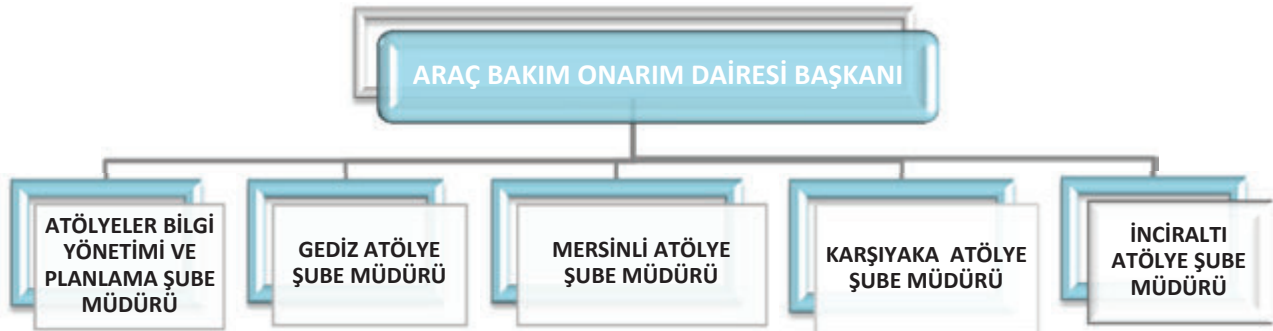 ARAÇ BAKIM ONARIM DAİRESİ BAŞKANI
ATÖLYELER BİLGİ
YÖNETİMİ VE
PLANLAMA ŞUBE
MÜDÜRÜ
GEDİZ ATÖLYE
ŞUBE MÜDÜRÜ
MERSİNLİ ATÖLYE
ŞUBE MÜDÜRÜ
KARŞIYAKA ATÖLYE
ŞUBE MÜDÜRÜ
İNCİRALTI
ATÖLYE ŞUBE
MÜDÜRÜ